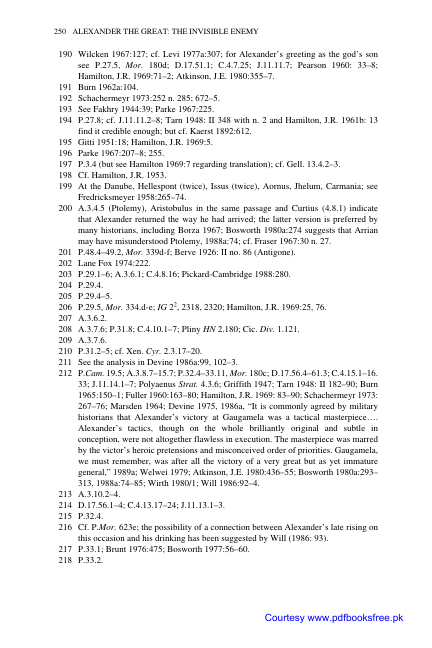 250 ALEXANDER THE GREAT: THE INVISIBLE ENEMY
190 Wilcken 1967:127; cf. Levi 1977a:307; for Alexander's greeting as the god's son
see P.27.5, Mor. 180d; D.17.51.1; C.4.7.25; J.11.11.7; Pearson 1960: 33–8;
Hamilton, J.R. 1969:71–2; Atkinson, J.E. 1980:355–7.
191 Burn 1962a:104.
192 Schachermeyr 1973:252 n. 285; 672–5.
193 See Fakhry 1944:39; Parke 1967:225.
194 P.27.8; cf. J.11.11.2–8; Tarn 1948: II 348 with n. 2 and Hamilton, J.R. 1961b: 13
find it credible enough; but cf. Kaerst 1892:612.
195 Gitti 1951:18; Hamilton, J.R. 1969:5.
196 Parke 1967:207–8; 255.
197 P.3.4 (but see Hamilton 1969:7 regarding translation); cf. Gell. 13.4.2–3.
198 Cf. Hamilton, J.R. 1953.
199 At the Danube, Hellespont (twice), Issus (twice), Aornus, Jhelum, Carmania; see
Fredricksmeyer 1958:265–74.
200 A.3.4.5 (Ptolemy), Aristobulus in the same passage and Curtius (4.8.1) indicate
that Alexander returned the way he had arrived; the latter version is preferred by
many historians, including Borza 1967; Bosworth 1980a:274 suggests that Arrian
may have misunderstood Ptolemy, 1988a:74; cf. Fraser 1967:30 n. 27.
201 P.48.4–49.2, Mor. 339d-f; Berve 1926: II no. 86 (Antigone).
202 Lane Fox 1974:222.
203 P.29.1–6; A.3.6.1; C.4.8.16; Pickard-Cambridge 1988:280.
204 P.29.4.
205 P.29.4–5.
206 P.29.5, Mor. 334.d-e; IG 2², 2318, 2320; Hamilton, J.R. 1969:25, 76.
207 A.3.6.2.
208 A.3.7.6; P.31.8; C.4.10.1–7; Pliny HN 2.180; Cic. Div. 1.121.
209 A.3.7.6.
210 P.31.2–5; cf. Xen. Cyr. 2.3.17–20.
211 See the analysis in Devine 1986a:99, 102–3.
212 P.Cam. 19.5; A.3.8.7–15.7; P.32.4–33.11, Mor. 180c; D.17.56.4–61.3; C.4.15.1–16.
33; J.11.14.1–7; Polyaenus Strat. 4.3.6; Griffith 1947; Tarn 1948: II 182–90; Burn
1965:150–1; Fuller 1960:163–80; Hamilton, J.R. 1969: 83–90; Schachermeyr 1973:
267–76; Marsden 1964; Devine 1975, 1986a, "It is commonly agreed by military
historians that Alexander's victory at Gaugamela was a tactical masterpiece….
Alexander's tactics, though on the whole brilliantly original and subtle in
conception, were not altogether flawless in execution. The masterpiece was marred
by the victor's heroic pretensions and misconceived order of priorities. Gaugamela,
we must remember, was after all the victory of a very great but as yet immature
general," 1989a; Welwei 1979; Atkinson, J.E. 1980:436–55; Bosworth 1980a:293–
313, 1988a:74–85; Wirth 1980/1; Will 1986:92–4.
213 A.3.10.2–4.
214 D.17.56.1–4; C.4.13.17–24; J.11.13.1–3.
215 P.32.4.
216 Cf. P.Mor. 623e; the possibility of a connection between Alexander's late rising on
this occasion and his drinking has been suggested by Will (1986: 93).
217 P.33.1; Brunt 1976:475; Bosworth 1977:56–60.
218 P.33.2.
Courtesy www.pdfbooksfree.pk